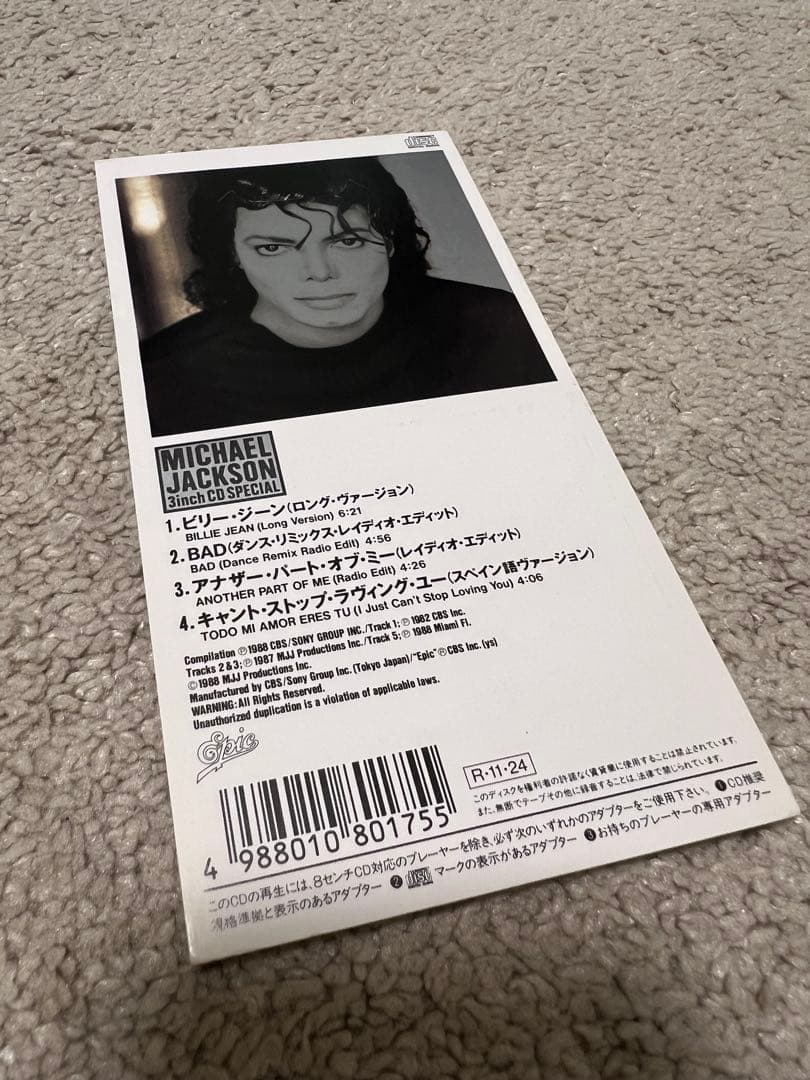 MICHAEL
JACKSON
3inch CD SPECIAL
1.ビリー・ジーン(ロング・ヴァージョン)
BILLIE JEAN (Long Version) 6:21
2.BAD(ダンス・リミックス・レイディオ・エディット)
BAD (Dance Remix Radio Edit) 4:56
3.アナザー・パート・オブ・ミー(レイディオ・エディット)
ANOTHER PART OF ME (Radio Edit) 4:26
4.キャント・ストップ・ラヴィング・ユー(スペイン語ヴァージョン)
TODO MI AMOR ERES TU (I Just Can't Stop Loving You) 4:06
Compilation ℗1988 CBS/SONY GROUP INC./Track 1;℗1982 CBS Inc.
Tracks 2 & 3;℗1987 MJJ Productions Inc./Track 5;℗1988 Miami Fl.
©1988 MJJ Productions Inc.
Manufactured by CBS/Sony Group Inc. (Tokyo Japan)/"Epic"® CBS Inc. (ys)
WARNING: All Rights Reserved.
Unauthorized duplication is a violation of applicable laws.
Epic
R・11・24
このディスクを権利者の許諾なく賃貸業に使用することは禁止されています。
また、無断でテープその他に録音することは、法律で禁じられています。
4 988010 801755
このCDの再生には、8センチCD対応のプレーヤーを除き、必ず次のいずれかのアダプターをご使用下さい。❶CD推奨
規格準拠と表示のあるアダプター ❷ マークの表示があるアダプター ❸お持ちのプレーヤーの専用アダプター